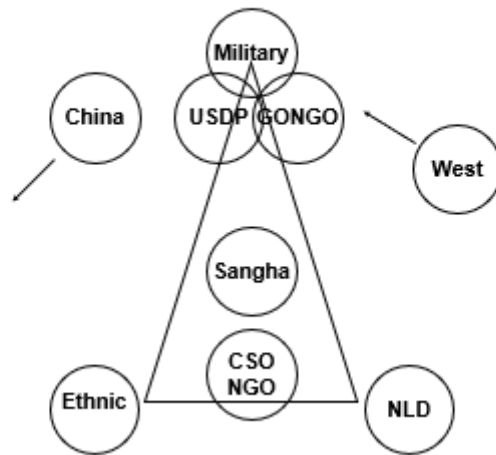 Military
China
USDP
GONGO
West
Sangha
CSO
NGO
Ethnic
NLD